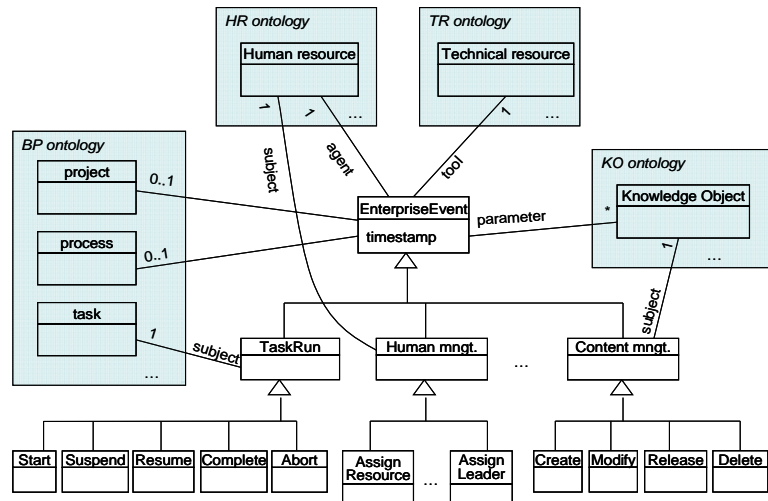 HR ontology
Human resource
1
1
...
TR ontology
Technical resource
1
...
BP ontology
project
0..1
process
0..1
task
1
...
subject
agent
tool
EnterpriseEvent
timestamp
parameter
KO ontology
Knowledge Object
*
1
...
subject
subject
TaskRun
Human mngt.
...
Content mngt.
Start
Suspend
Resume
Complete
Abort
Assign
Resource
...
Assign
Leader
Create
Modify
Release
Delete